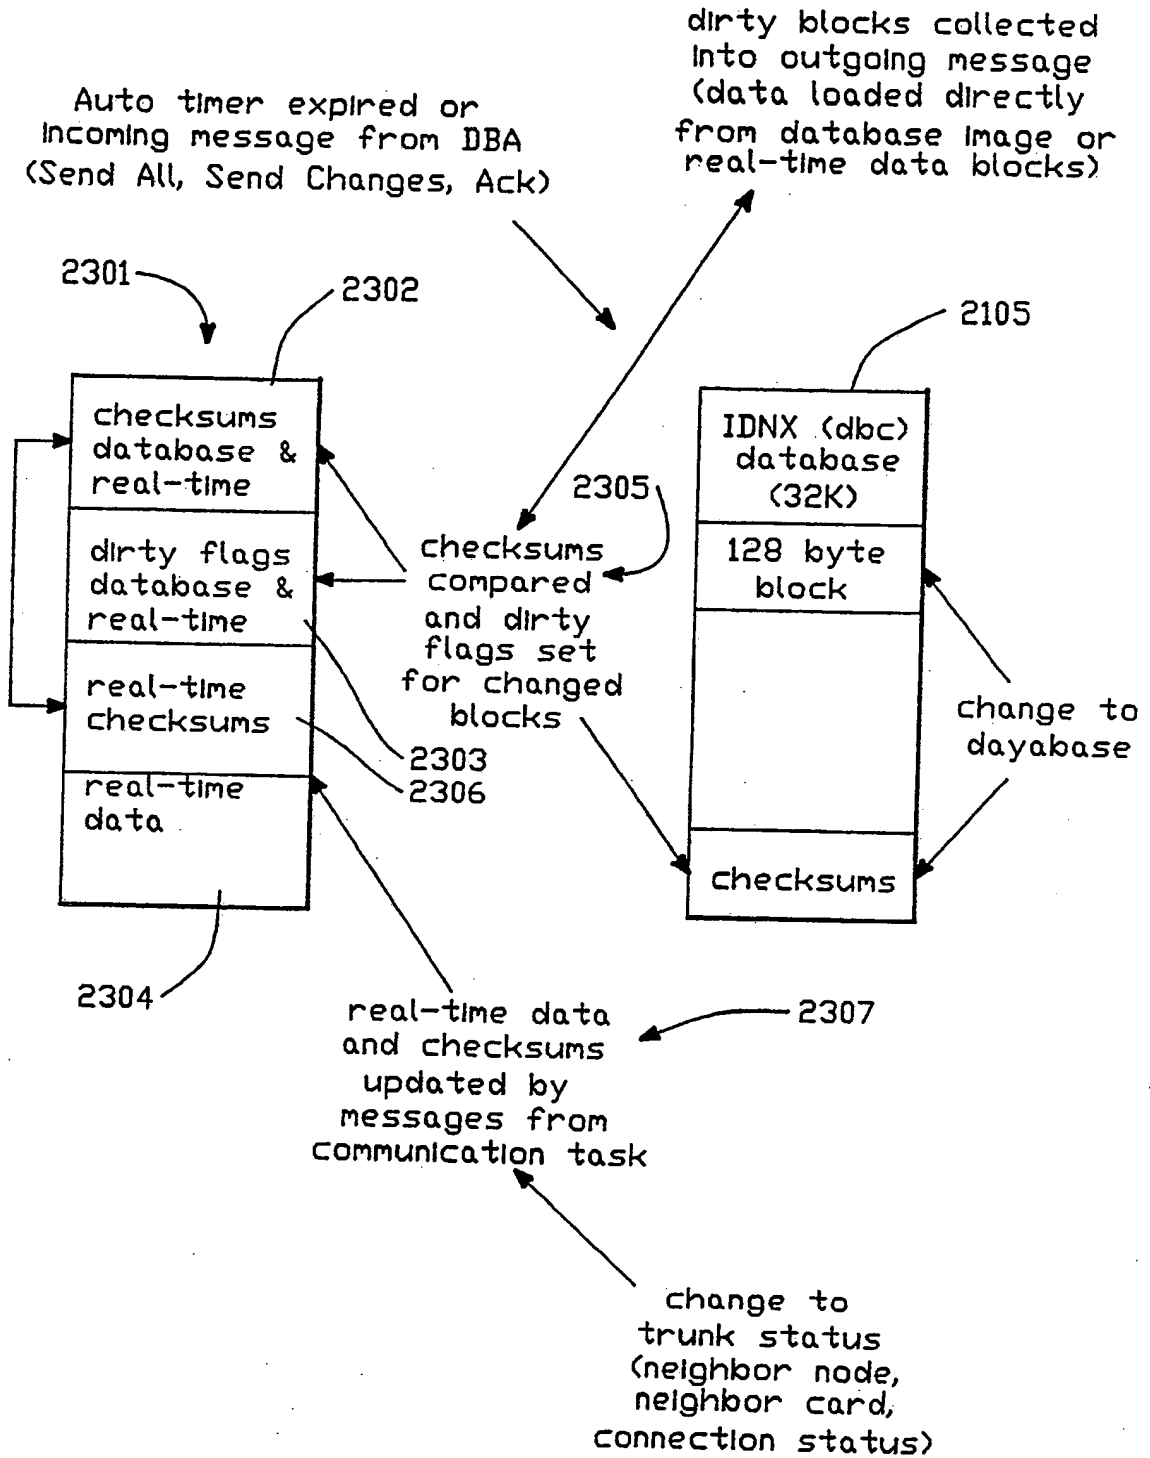 dirty blocks collected
into outgoing message
(data loaded directly
from database image or
real-time data blocks)
Auto timer expired or
incoming message from DBA
(Send All, Send Changes, Ack)
2301
2302
2105
checksums
database &
real-time
dirty flags
database &
real-time
real-time
checksums
real-time
data
2303
2306
2304
2305
checksums
compared
and dirty
flags set
for changed
blocks
IDNX (dbc)
database
(32K)
128 byte
block
checksums
change to
dayabase
real-time data
and checksums
updated by
messages from
communication task
2307
change to
trunk status
(neighbor node,
neighbor card,
connection status)